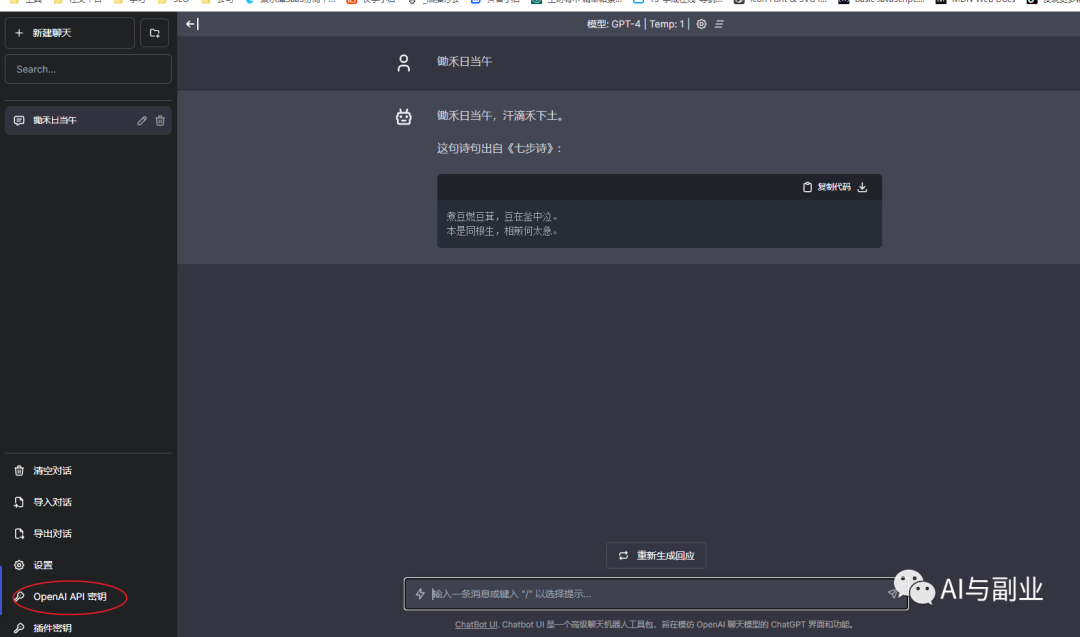 新建聊天
Search...
锄禾日当午
清空对话
导入对话
导出对话
设置
OpenAI API 密钥
插件密钥
模型: GPT-4 | Temp: 1 |
锄禾日当午
锄禾日当午，汗滴禾下土。
这句诗句出自《七步诗》:
复制代码
煮豆燃豆萁，豆在釜中泣。
本是同根生，相煎何太急。
重新生成回应
输入一条消息或键入 "/" 以选择提示...
ChatBot UI. Chatbot UI 是一个高级聊天机器人工具包，旨在模仿 OpenAI 聊天模型的 ChatGPT 界面和功能。
AI与副业